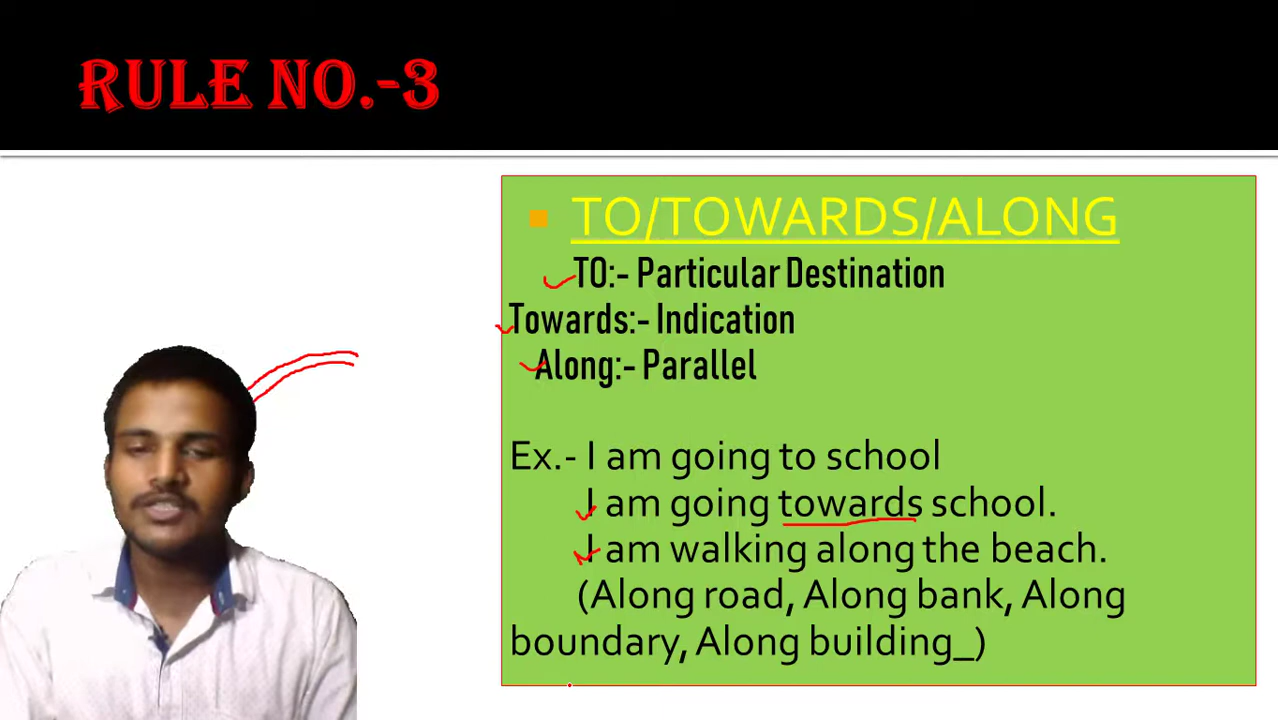 RULE NO.-3
TO/TOWARDS/ALONG
TO:- Particular Destination
Towards:- Indication
Along:- Parallel
Ex.- I am going to school
I am going towards school.
I am walking along the beach.
(Along road, Along bank, Along
boundary, Along building_)